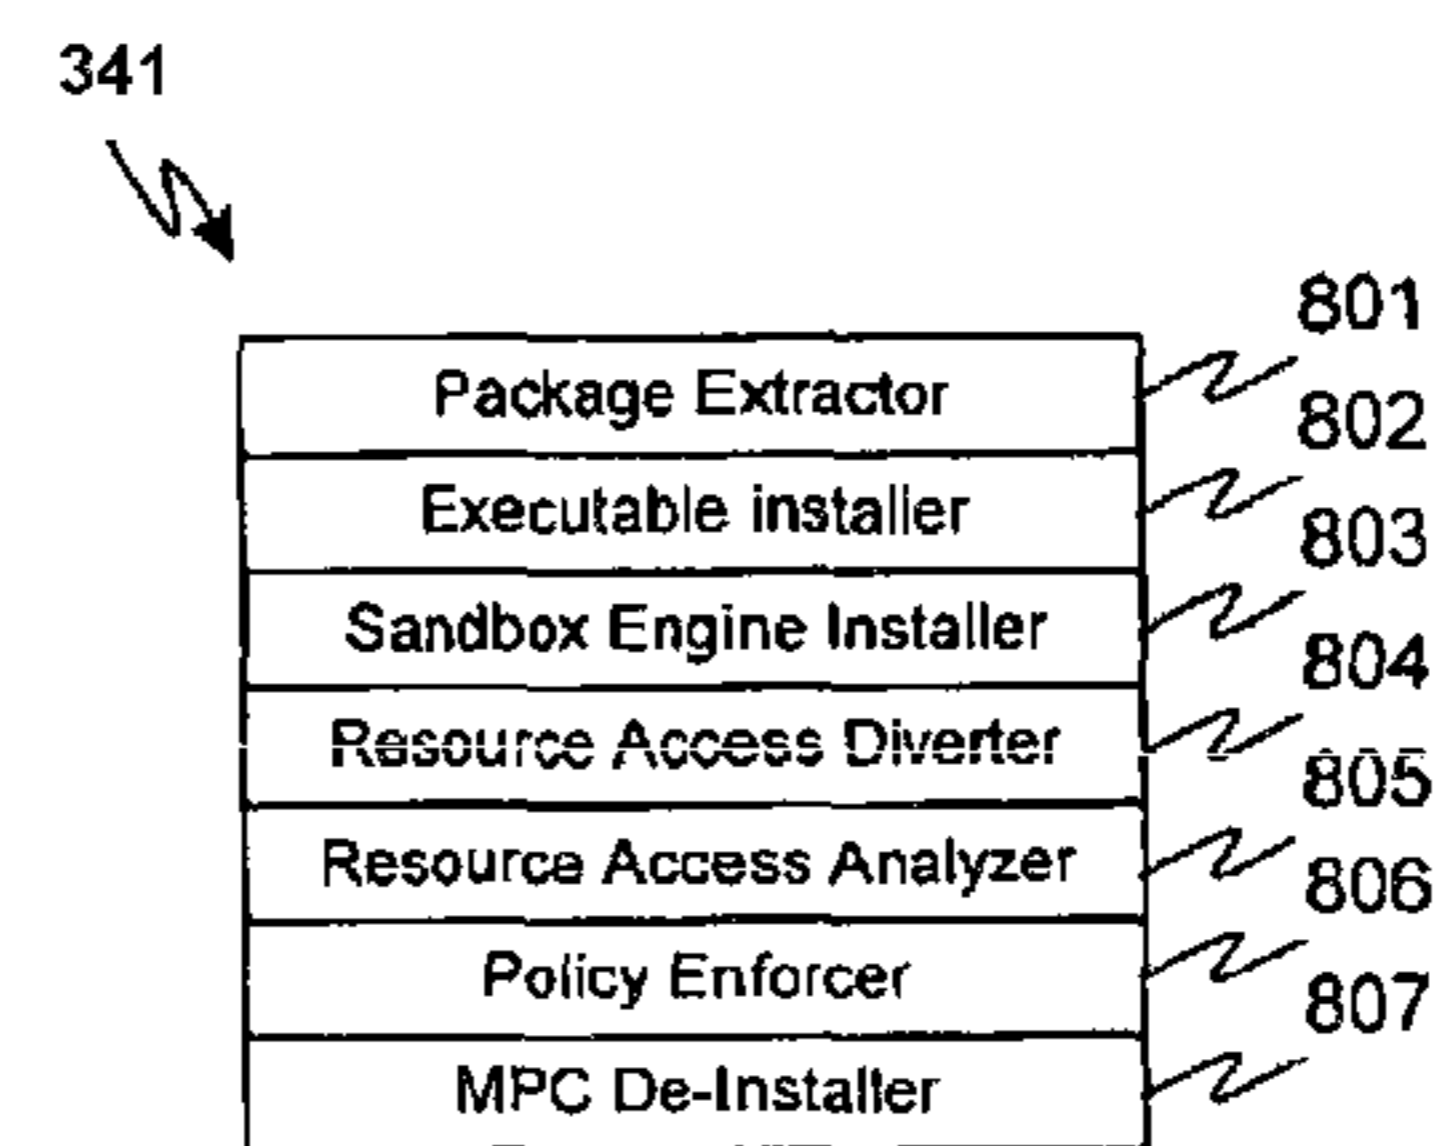 341
801
Package Extractor
802
Executable installer
803
Sandbox Engine Installer
804
Resource Access Diverter
805
Resource Access Analyzer
806
Policy Enforcer
807
MPC De-Installer